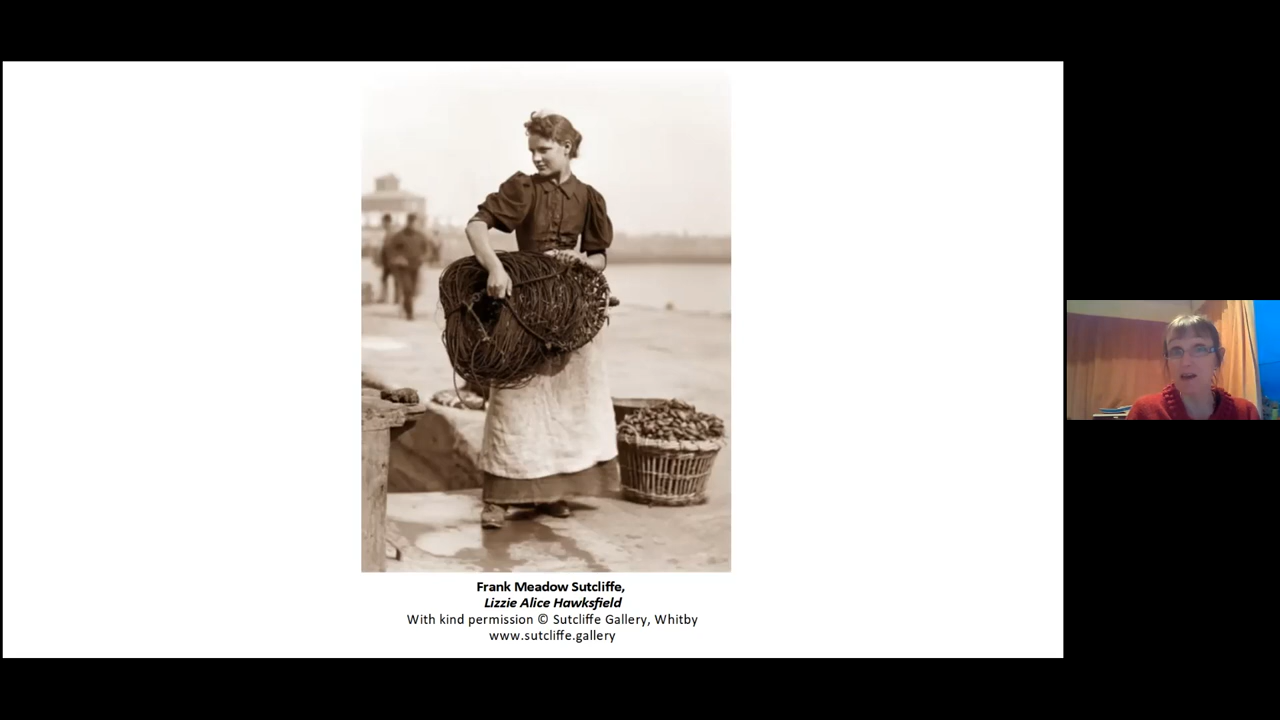 Frank Meadow Sutcliffe,
Lizzie Alice Hawksfield
With kind permission © Sutcliffe Gallery, Whitby
www.sutcliffe.gallery